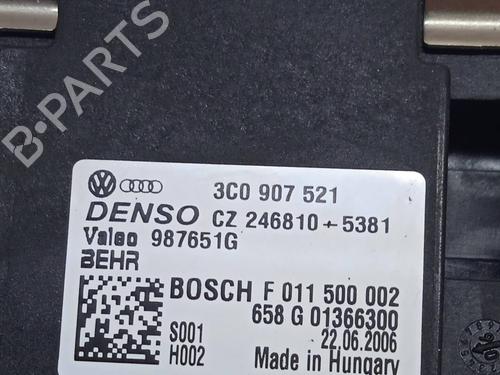 B-PARTS
3C0 907 521
DENSO CZ 246810-5381
Valeo 987651G
BEHR
BOSCH F 011 500 002
658 G 01366300
S001 22.06.2006
H002 Made in Hungary